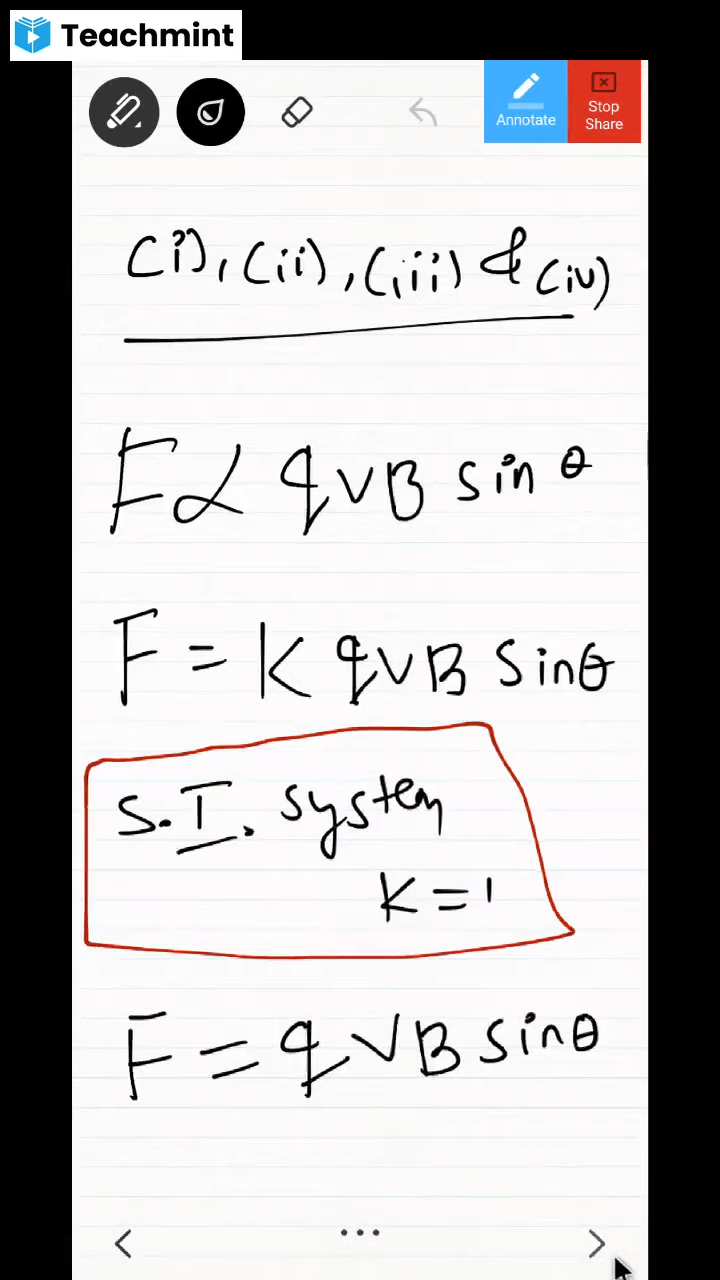 Teachmint
Annotate
Stop
Share
(i), (ii), (iii) & (iv)
F α qvB sin θ
F = K qvB sinθ
S.I. system
K = 1
F = qvB sinθ